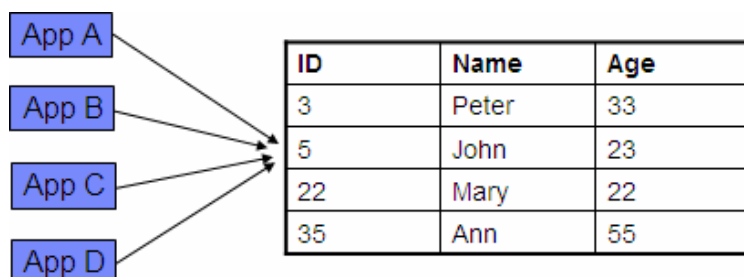 App A
App B
App C
App D
ID Name Age
3 Peter 33
5 John 23
22 Mary 22
35 Ann 55